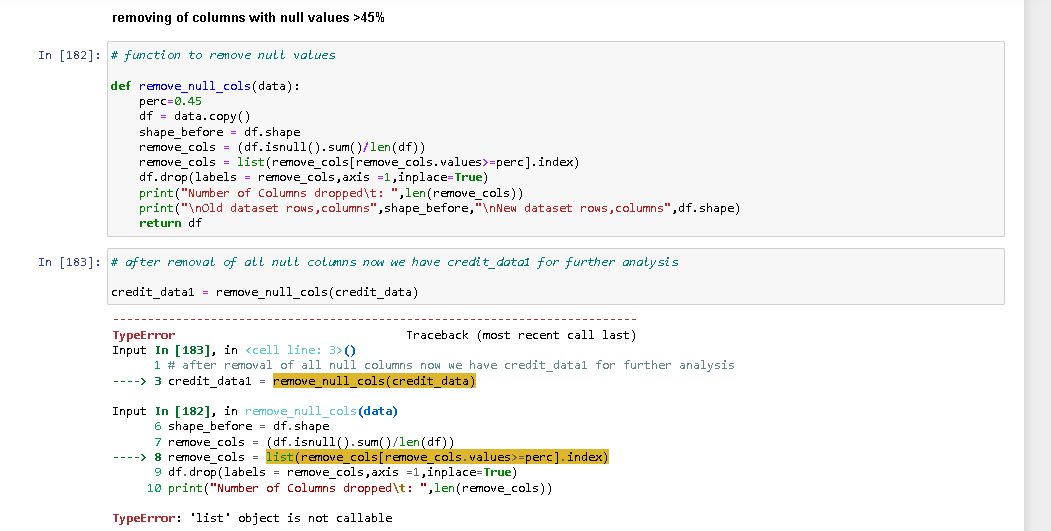 removing of columns with null values >45%
In [182]: # function to remove null values
def remove_null_cols(data):
    perc=0.45
    df = data.copy()
    shape_before = df.shape
    remove_cols = (df.isnull().sum()/len(df))
    remove_cols = list(remove_cols[remove_cols.values>=perc].index)
    df.drop(labels = remove_cols,axis =1,inplace=True)
    print("Number of Columns dropped\t: ",len(remove_cols))
    print("\nOld dataset rows,columns",shape_before,"\nNew dataset rows,columns",df.shape)
    return df
In [183]: # after removal of all null columns now we have credit_data1 for further analysis
credit_data1 = remove_null_cols(credit_data)
---------------------------------------------------------------------------
TypeError                                 Traceback (most recent call last)
Input In [183], in <cell line: 3>()
      1 # after removal of all null columns now we have credit_data1 for further analysis
----> 3 credit_data1 = remove_null_cols(credit_data)
Input In [182], in remove_null_cols(data)
      6 shape_before = df.shape
      7 remove_cols = (df.isnull().sum()/len(df))
----> 8 remove_cols = list(remove_cols[remove_cols.values>=perc].index)
      9 df.drop(labels = remove_cols,axis =1,inplace=True)
     10 print("Number of Columns dropped\t: ",len(remove_cols))
TypeError: 'list' object is not callable